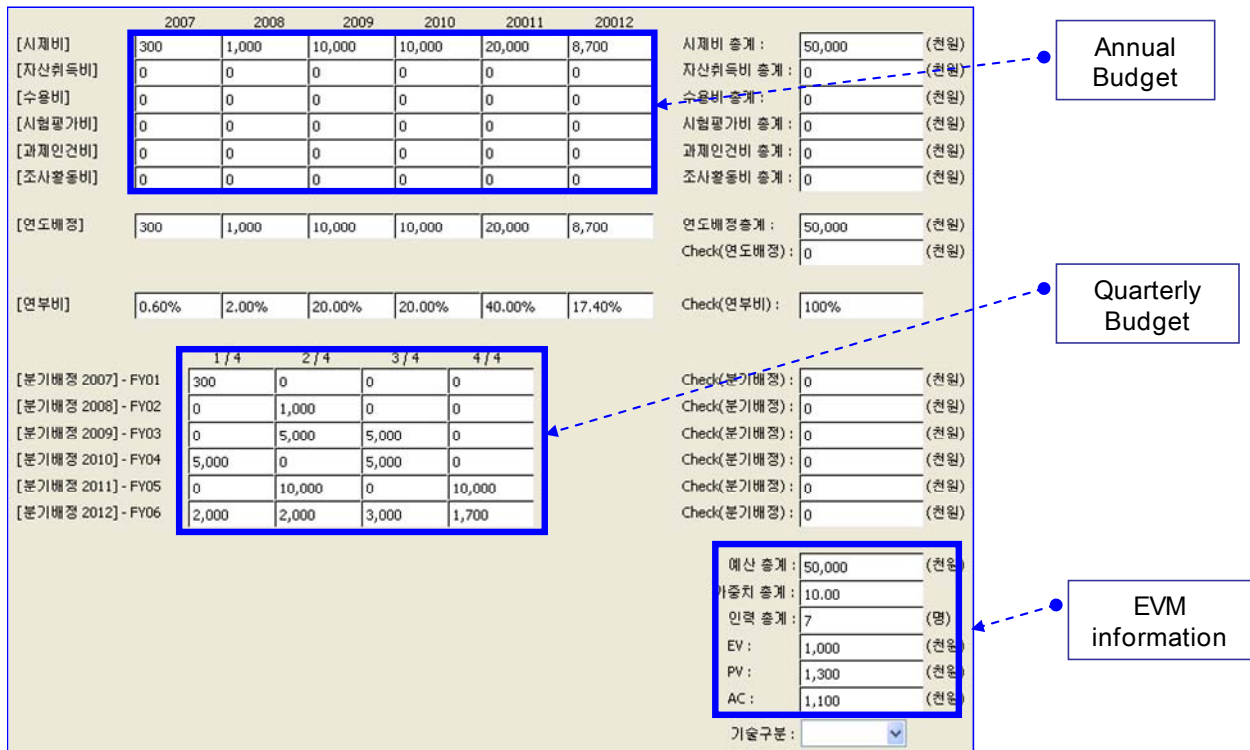 2007 2008 2009 2010 20011 20012
[시제비] 300 1,000 10,000 10,000 20,000 8,700 시제비 총계 : 50,000 (천원)
[자산취득비] 0 0 0 0 0 0 자산취득비 총계 : 0 (천원)
[수용비] 0 0 0 0 0 0 수용비 총계 : 0 (천원)
[시험평가비] 0 0 0 0 0 0 시험평가비 총계 : 0 (천원)
[과제인건비] 0 0 0 0 0 0 과제인건비 총계 : 0 (천원)
[조사활동비] 0 0 0 0 0 0 조사활동비 총계 : 0 (천원)
[연도배정] 300 1,000 10,000 10,000 20,000 8,700 연도배정총계 : 50,000 (천원)
Check(연도배정) : 0 (천원)
[연부비] 0.60% 2.00% 20.00% 20.00% 40.00% 17.40% Check(연부비) : 100%
1 / 4 2 / 4 3 / 4 4 / 4
[분기배정 2007] - FY01 300 0 0 0 Check(분기배정) : 0 (천원)
[분기배정 2008] - FY02 0 1,000 0 0 Check(분기배정) : 0 (천원)
[분기배정 2009] - FY03 0 5,000 5,000 0 Check(분기배정) : 0 (천원)
[분기배정 2010] - FY04 5,000 0 5,000 0 Check(분기배정) : 0 (천원)
[분기배정 2011] - FY05 0 10,000 0 10,000 Check(분기배정) : 0 (천원)
[분기배정 2012] - FY06 2,000 2,000 3,000 1,700 Check(분기배정) : 0 (천원)
예산 총계 : 50,000 (천원)
가중치 총계 : 10.00
인력 총계 : 7 (명)
EV : 1,000 (천원)
PV : 1,300 (천원)
AC : 1,100 (천원)
기술구분 :
Annual
Budget
Quarterly
Budget
EVM
information